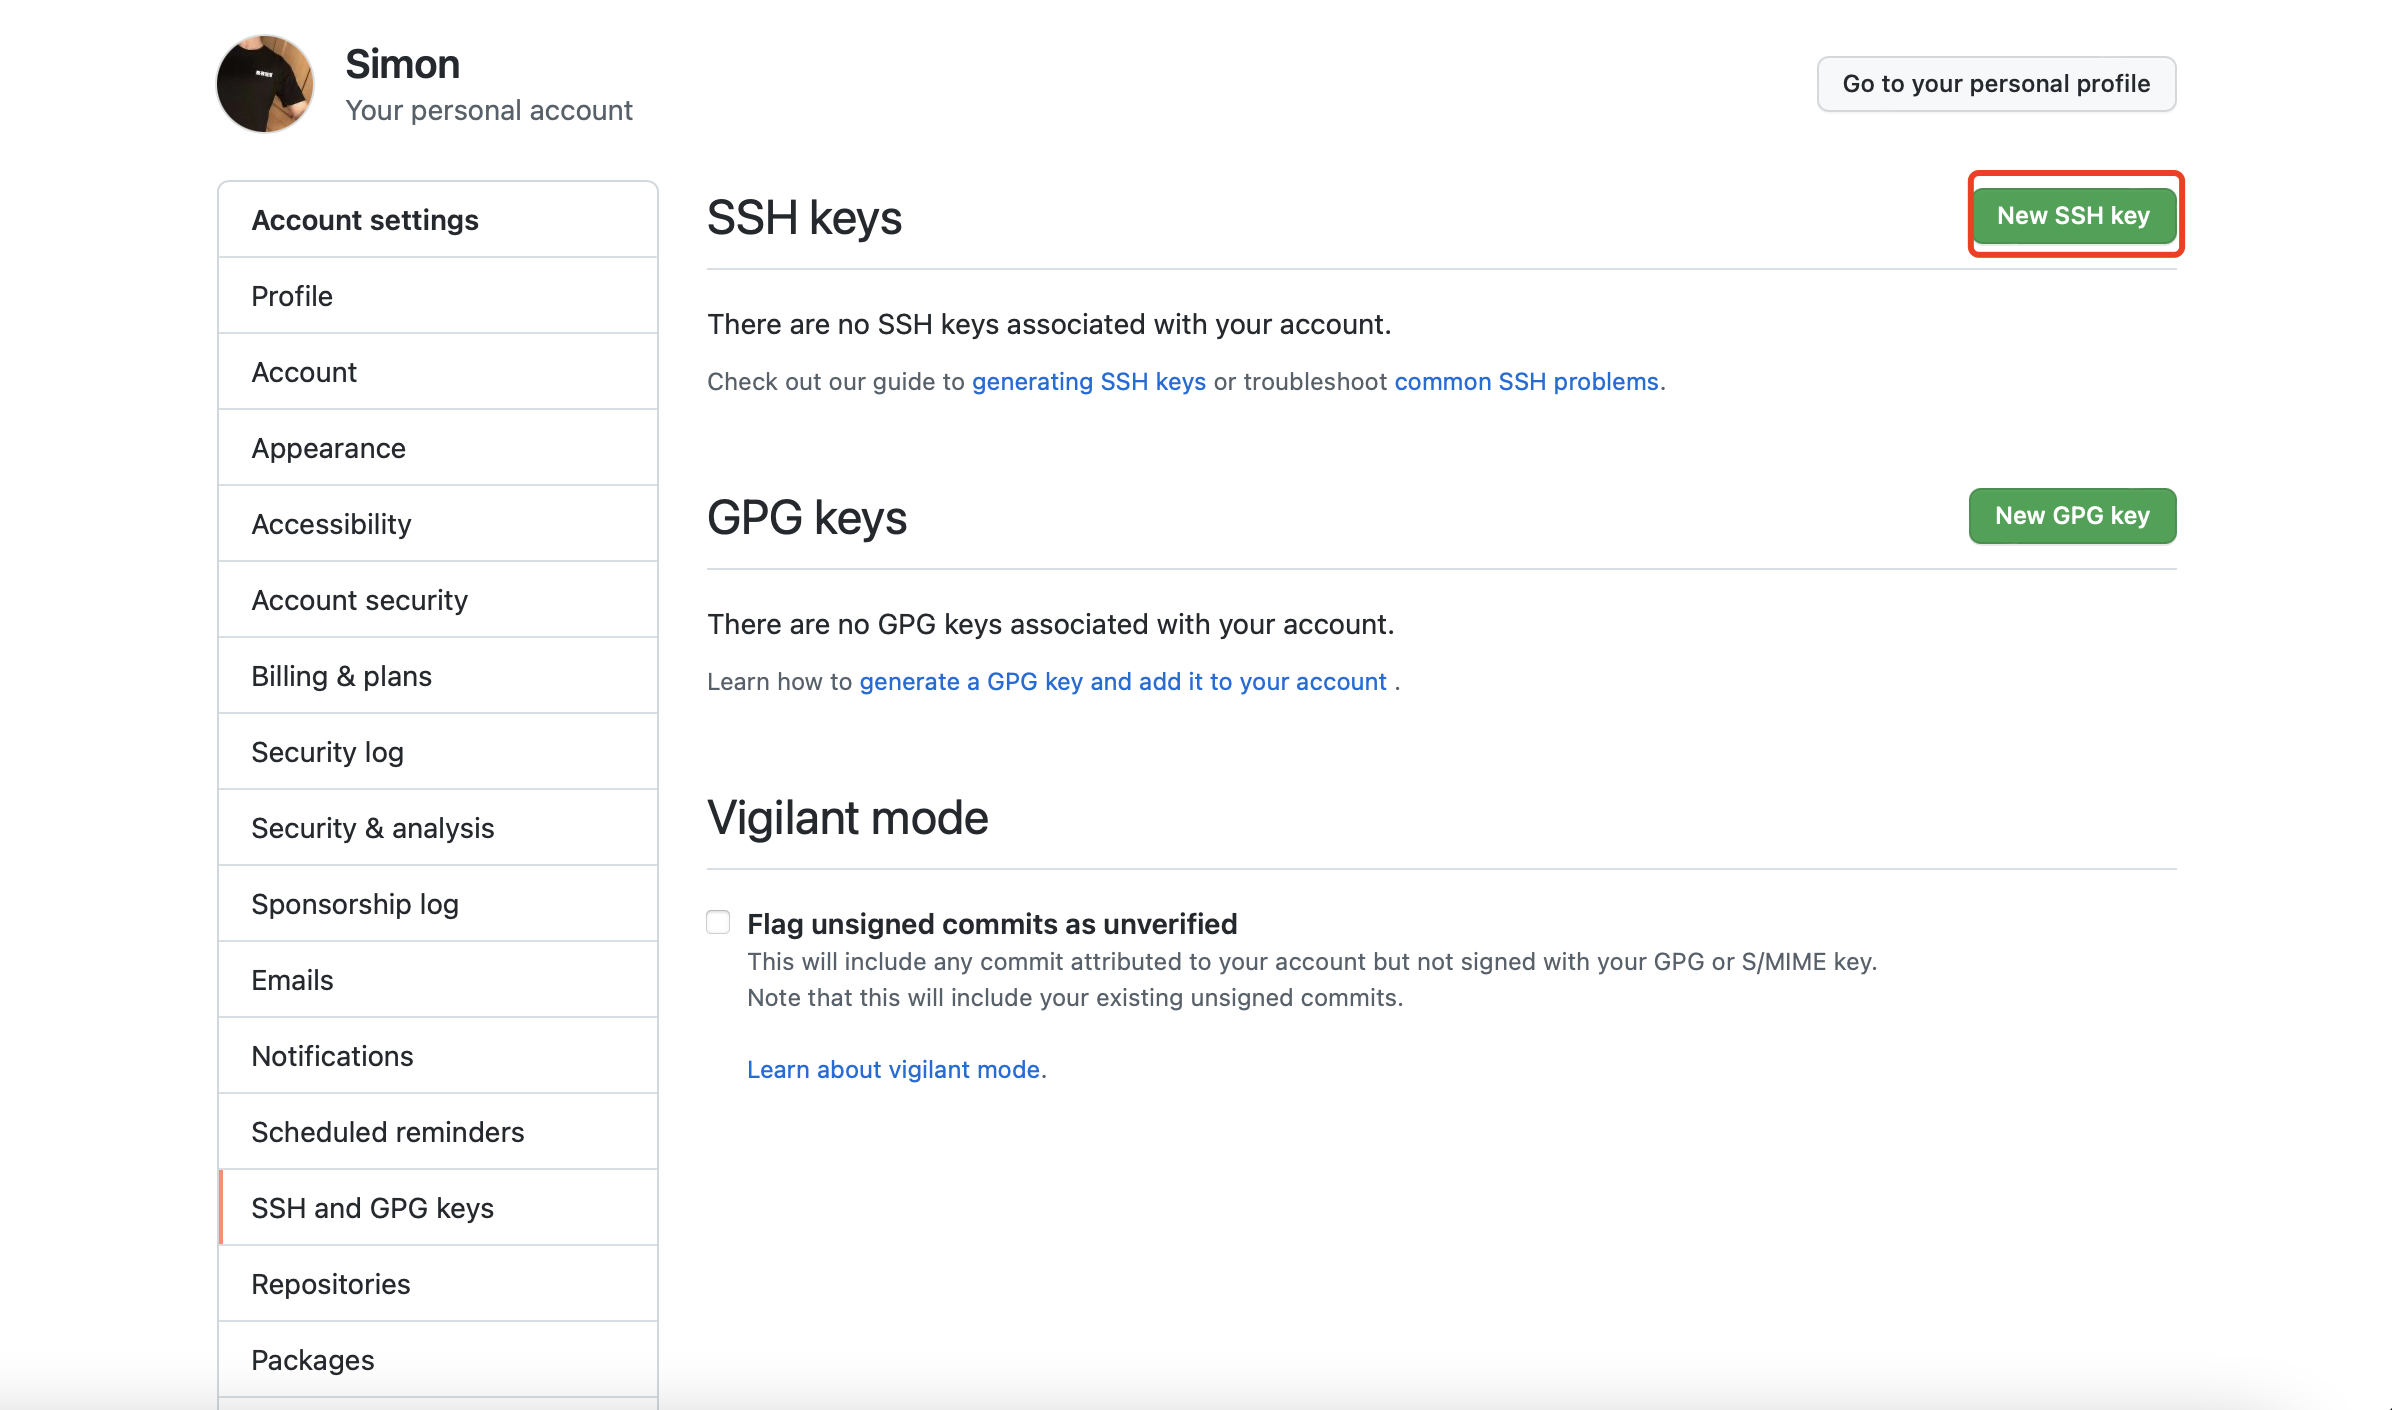 Simon
Your personal account
Go to your personal profile
Account settings
Profile
Account
Appearance
Accessibility
Account security
Billing & plans
Security log
Security & analysis
Sponsorship log
Emails
Notifications
Scheduled reminders
SSH and GPG keys
Repositories
Packages
SSH keys
New SSH key
There are no SSH keys associated with your account.
Check out our guide to generating SSH keys or troubleshoot common SSH problems.
GPG keys
New GPG key
There are no GPG keys associated with your account.
Learn how to generate a GPG key and add it to your account .
Vigilant mode
Flag unsigned commits as unverified
This will include any commit attributed to your account but not signed with your GPG or S/MIME key.
Note that this will include your existing unsigned commits.
Learn about vigilant mode.